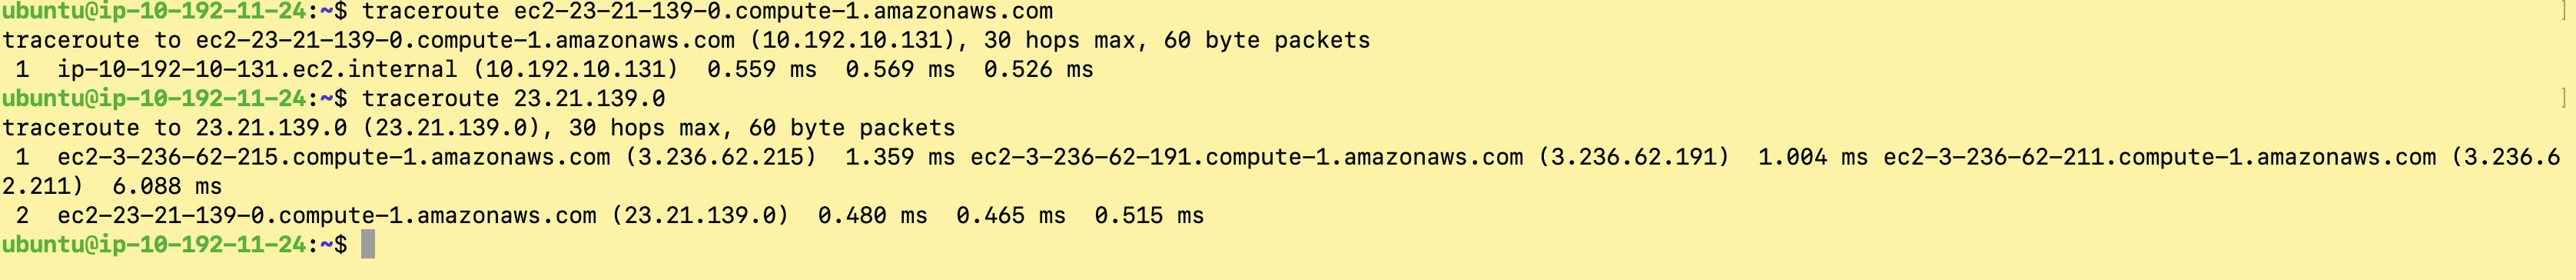 ubuntu@ip-10-192-11-24:~$ traceroute ec2-23-21-139-0.compute-1.amazonaws.com ]
traceroute to ec2-23-21-139-0.compute-1.amazonaws.com (10.192.10.131), 30 hops max, 60 byte packets
 1  ip-10-192-10-131.ec2.internal (10.192.10.131)  0.559 ms  0.569 ms  0.526 ms
ubuntu@ip-10-192-11-24:~$ traceroute 23.21.139.0 ]
traceroute to 23.21.139.0 (23.21.139.0), 30 hops max, 60 byte packets
 1  ec2-3-236-62-215.compute-1.amazonaws.com (3.236.62.215)  1.359 ms ec2-3-236-62-191.compute-1.amazonaws.com (3.236.62.191)  1.004 ms ec2-3-236-62-211.compute-1.amazonaws.com (3.236.6
2.211)  6.088 ms
 2  ec2-23-21-139-0.compute-1.amazonaws.com (23.21.139.0)  0.480 ms  0.465 ms  0.515 ms
ubuntu@ip-10-192-11-24:~$